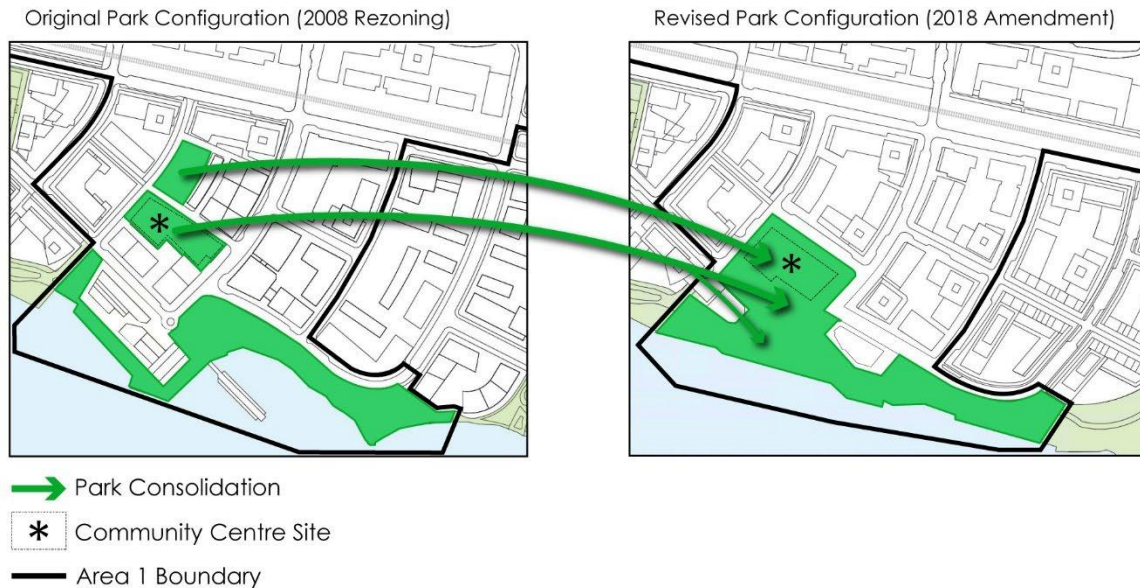 Original Park Configuration (2008 Rezoning)
Revised Park Configuration (2018 Amendment)
*
*
Park Consolidation
* Community Centre Site
Area 1 Boundary